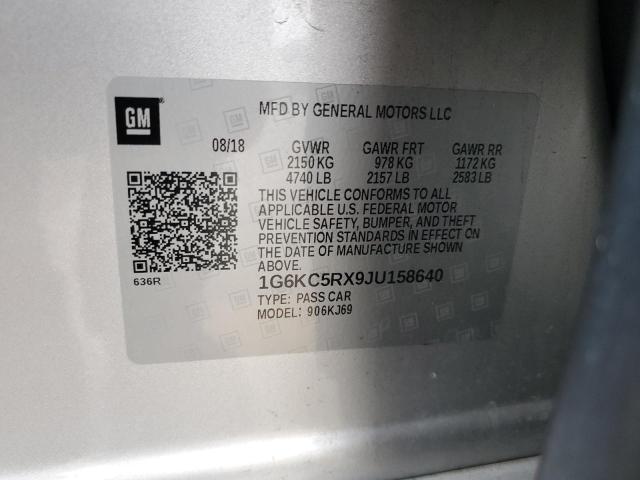 GM
MFD BY GENERAL MOTORS LLC
08/18 GVWR GAWR FRT GAWR RR
2150 KG 978 KG 1172 KG
4740 LB 2157 LB 2583 LB
THIS VEHICLE CONFORMS TO ALL
APPLICABLE U.S. FEDERAL MOTOR
VEHICLE SAFETY, BUMPER, AND THEFT
PREVENTION STANDARDS IN EFFECT ON
THE DATE OF MANUFACTURE SHOWN
ABOVE.
636R
1G6KC5RX9JU158640
TYPE: PASS CAR
MODEL: 906KJ69